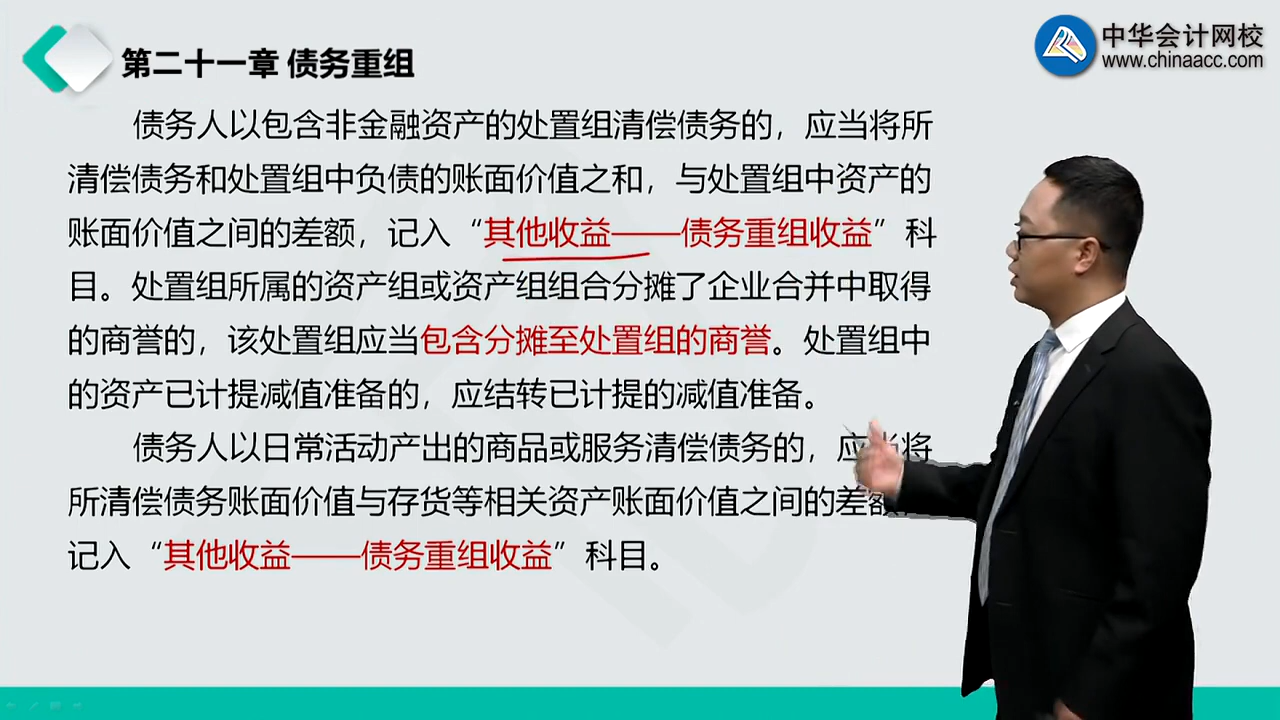 第二十一章 债务重组
中华会计网校
www.chinaacc.com
债务人以包含非金融资产的处置组清偿债务的，应当将所
清偿债务和处置组中负债的账面价值之和，与处置组中资产的
账面价值之间的差额，记入“其他收益——债务重组收益”科
目。处置组所属的资产组或资产组组合分摊了企业合并中取得
的商誉的，该处置组应当包含分摊至处置组的商誉。处置组中
的资产已计提减值准备的，应结转已计提的减值准备。
债务人以日常活动产出的商品或服务清偿债务的，应当将
所清偿债务账面价值与存货等相关资产账面价值之间的差额，
记入“其他收益——债务重组收益”科目。